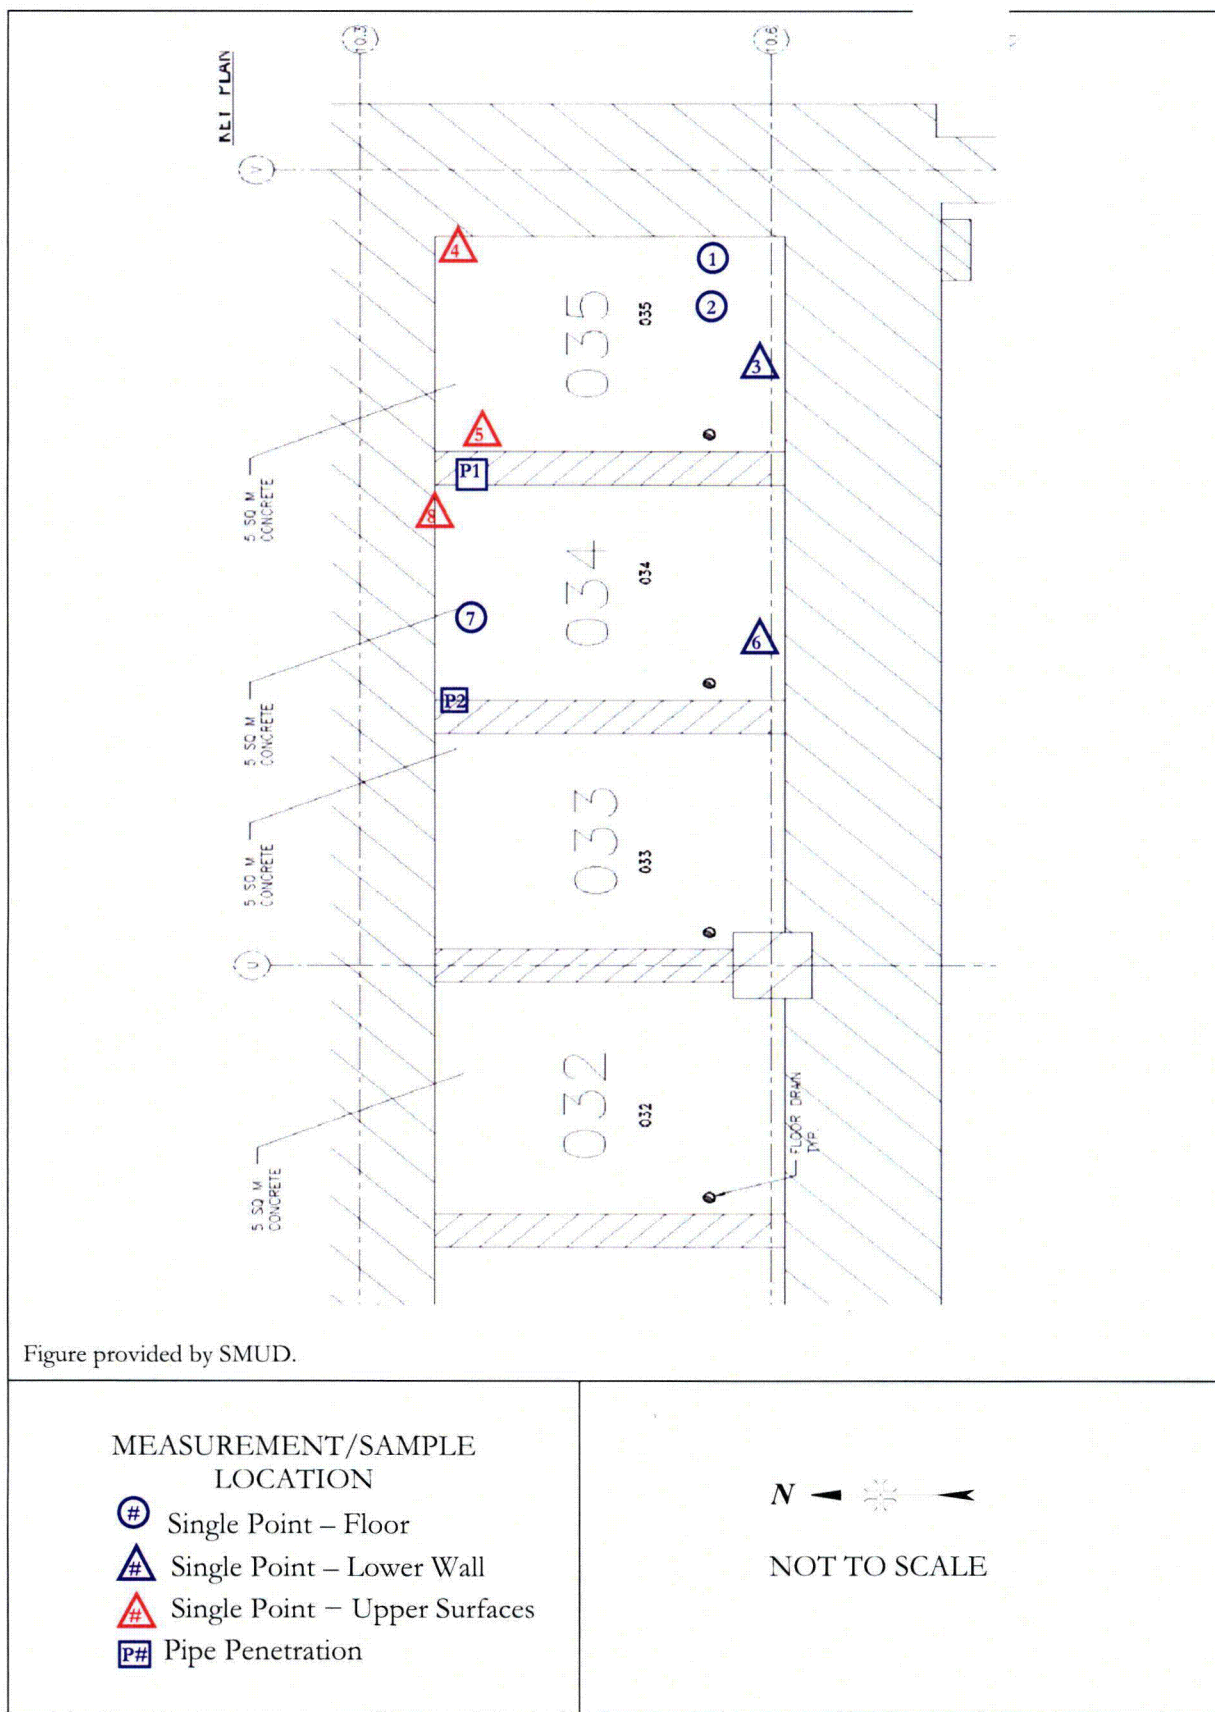 KEY PLAN
10.3
10.6
V
4
1
2
035
035
3
5
P1
5 SQ M
CONCRETE
8
034
034
7
6
P2
5 SQ M
CONCRETE
033
033
5 SQ M
CONCRETE
U
032
032
5 SQ M
CONCRETE
FLOOR DRAIN
TYP.
Figure provided by SMUD.
MEASUREMENT/SAMPLE
LOCATION
# Single Point – Floor
# Single Point – Lower Wall
# Single Point – Upper Surfaces
P# Pipe Penetration
N
NOT TO SCALE